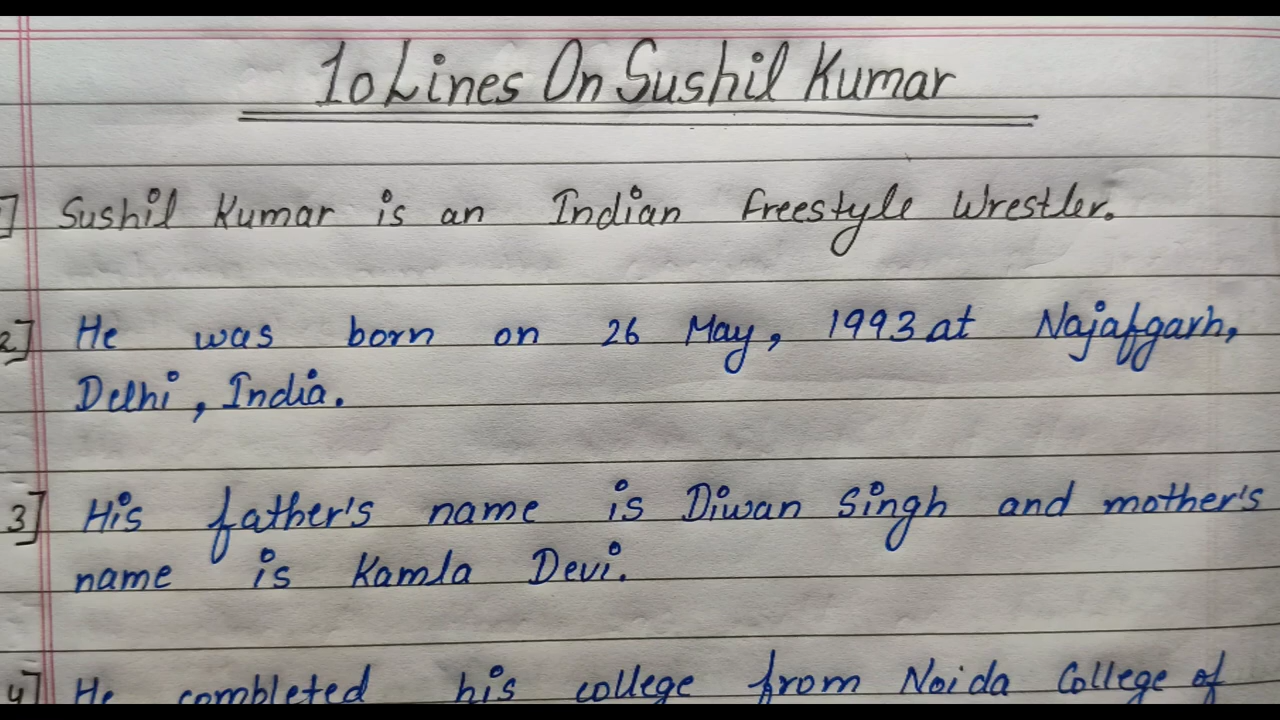 10 Lines On Sushil Kumar
1] Sushil Kumar is an Indian freestyle Wrestler.
2] He was born on 26 May, 1993 at Najafgarh,
Delhi, India.
3] His father's name is Diwan Singh and mother's
name is Kamla Devi.
4] He completed his college from Noida College of